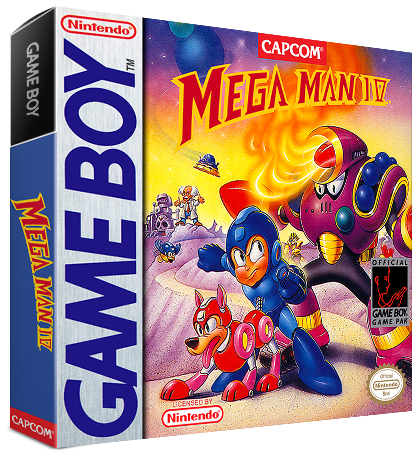 GAME BOY
MEGA MAN IV
CAPCOM
Nintendo
GAME BOY
TM
CAPCOM
MEGA MAN IV
OFFICIAL
GAME BOY
GAME PAK
LICENSED BY
Nintendo
Official
Nintendo
Seal